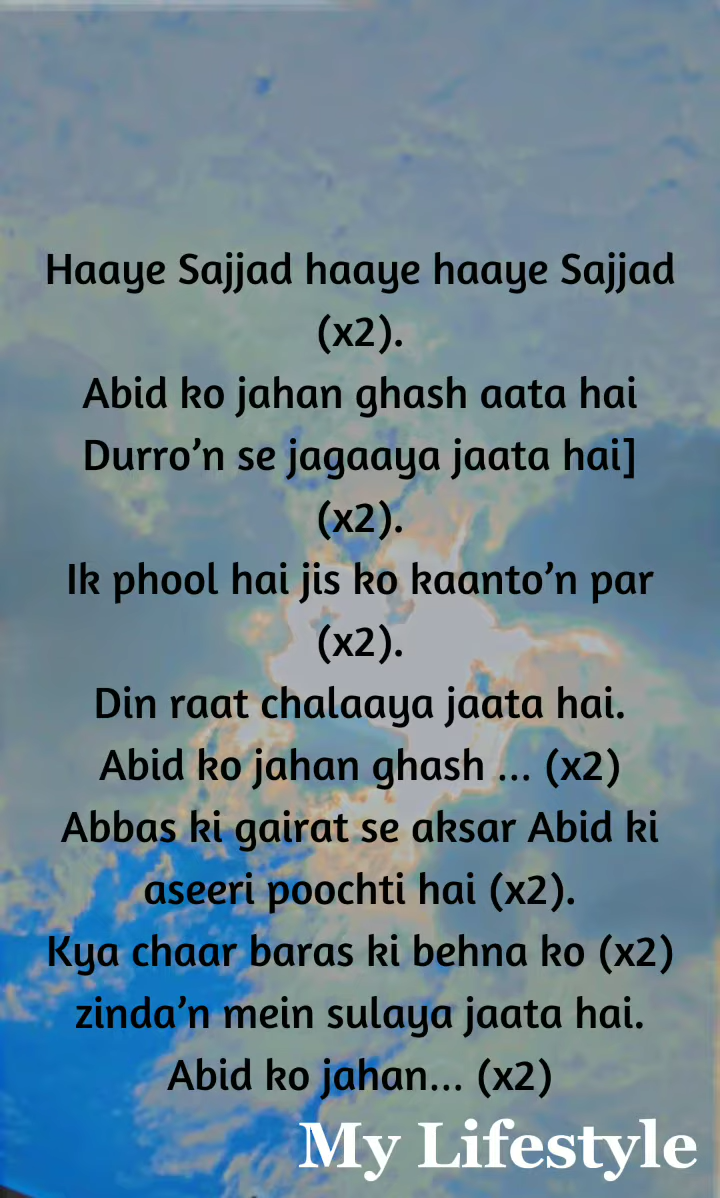 Haaye Sajjad haaye haaye Sajjad
(x2).
Abid ko jahan ghash aata hai
Durro’n se jagaaya jaata hai]
(x2).
Ik phool hai jis ko kaanto’n par
(x2).
Din raat chalaaya jaata hai.
Abid ko jahan ghash ... (x2)
Abbas ki gairat se aksar Abid ki
aseeri poochti hai (x2).
Kya chaar baras ki behna ko (x2)
zinda’n mein sulaya jaata hai.
Abid ko jahan... (x2)
My Lifestyle